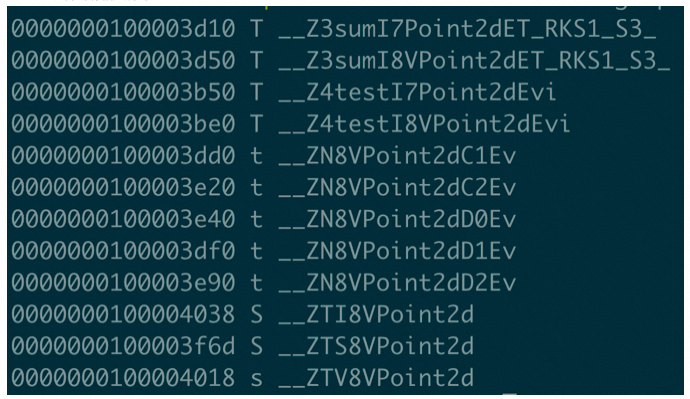 0000000100003d10 T __Z3sumI7Point2dET_RKS1_S3_
0000000100003d50 T __Z3sumI8VPoint2dET_RKS1_S3_
0000000100003b50 T __Z4testI7Point2dEvi
0000000100003be0 T __Z4testI8VPoint2dEvi
0000000100003dd0 t __ZN8VPoint2dC1Ev
0000000100003e20 t __ZN8VPoint2dC2Ev
0000000100003e40 t __ZN8VPoint2dD0Ev
0000000100003df0 t __ZN8VPoint2dD1Ev
0000000100003e90 t __ZN8VPoint2dD2Ev
0000000100004038 S __ZTI8VPoint2d
0000000100003f6d S __ZTS8VPoint2d
0000000100004018 s __ZTV8VPoint2d